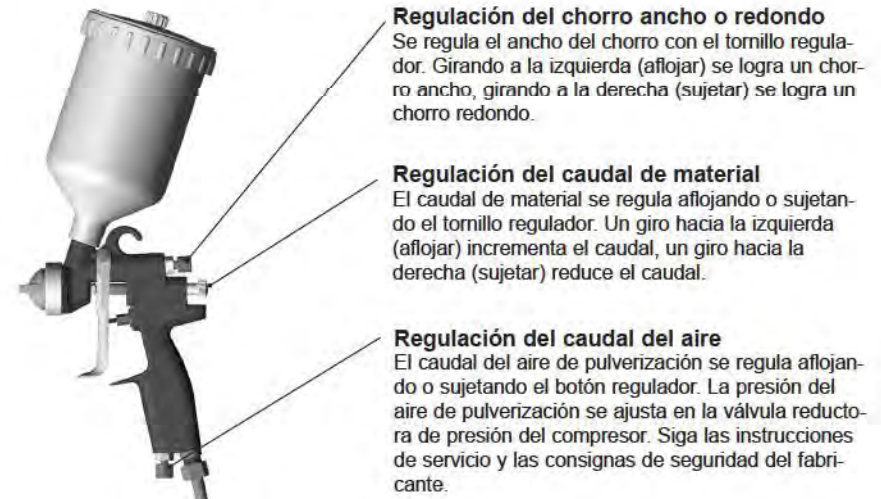 Regulación del chorro ancho o redondo
Se regula el ancho del chorro con el tornillo regula-
dor. Girando a la izquierda (aflojar) se logra un chor-
ro ancho, girando a la derecha (sujetar) se logra un
chorro redondo.
Regulación del caudal de material
El caudal de material se regula aflojando o sujetan-
do el tornillo regulador. Un giro hacia la izquierda
(aflojar) incrementa el caudal, un giro hacia la
derecha (sujetar) reduce el caudal.
Regulación del caudal del aire
El caudal del aire de pulverización se regula aflojan-
do o sujetando el botón regulador. La presión del
aire de pulverización se ajusta en la válvula reducto-
ra de presión del compresor. Siga las instrucciones
de servicio y las consignas de seguridad del fabri-
cante.